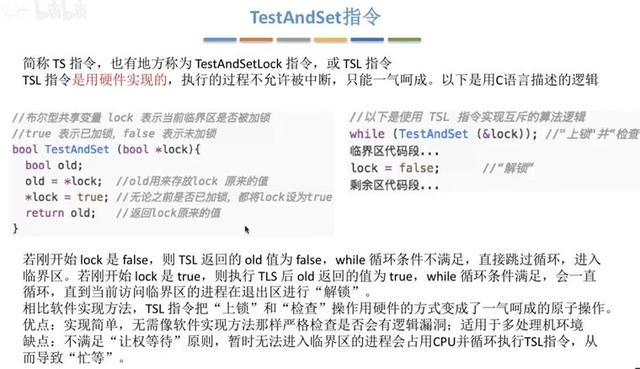 TestAndSet指令
简称 TS 指令，也有地方称为 TestAndSetLock 指令，或 TSL 指令
TSL 指令是用硬件实现的，执行的过程不允许被中断，只能一气呵成。以下是用C语言描述的逻辑
//布尔型共享变量 lock 表示当前临界区是否被加锁
//true 表示已加锁，false 表示未加锁
bool TestAndSet (bool *lock){
bool old;
old = *lock; //old用来存放lock 原来的值
*lock = true; //无论之前是否已加锁，都将lock设为true
return old; //返回lock原来的值
}
//以下是使用 TSL 指令实现互斥的算法逻辑
while (TestAndSet (&lock)); //"上锁"并"检查
临界区代码段...
lock = false; //"解锁"
剩余区代码段...
若刚开始 lock 是 false，则 TSL 返回的 old 值为 false，while 循环条件不满足，直接跳过循环，进入
临界区。若刚开始 lock 是 true，则执行 TLS 后 old 返回的值为 true，while 循环条件满足，会一直
循环，直到当前访问临界区的进程在退出区进行“解锁”。
相比软件实现方法，TSL 指令把“上锁”和“检查”操作用硬件的方式变成了一气呵成的原子操作。
优点：实现简单，无需像软件实现方法那样严格检查是否会有逻辑漏洞；适用于多处理机环境
缺点：不满足“让权等待”原则，暂时无法进入临界区的进程会占用CPU并循环执行TSL指令，从
而导致“忙等”。